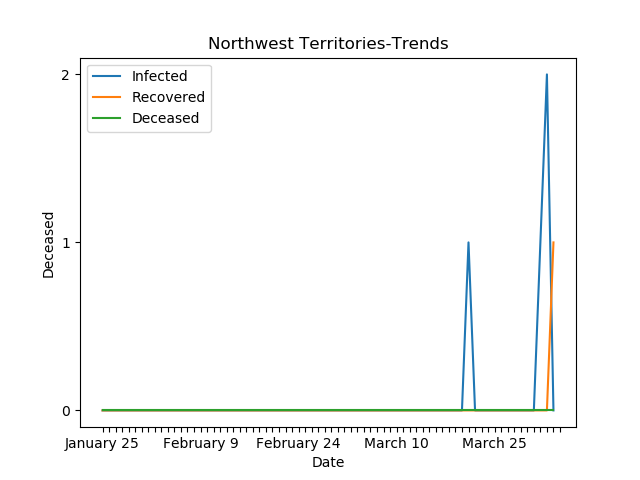 Northwest Territories-Trends
Infected
Recovered
Deceased
2
1
0
Deceased
January 25
February 9
February 24
March 10
March 25
Date